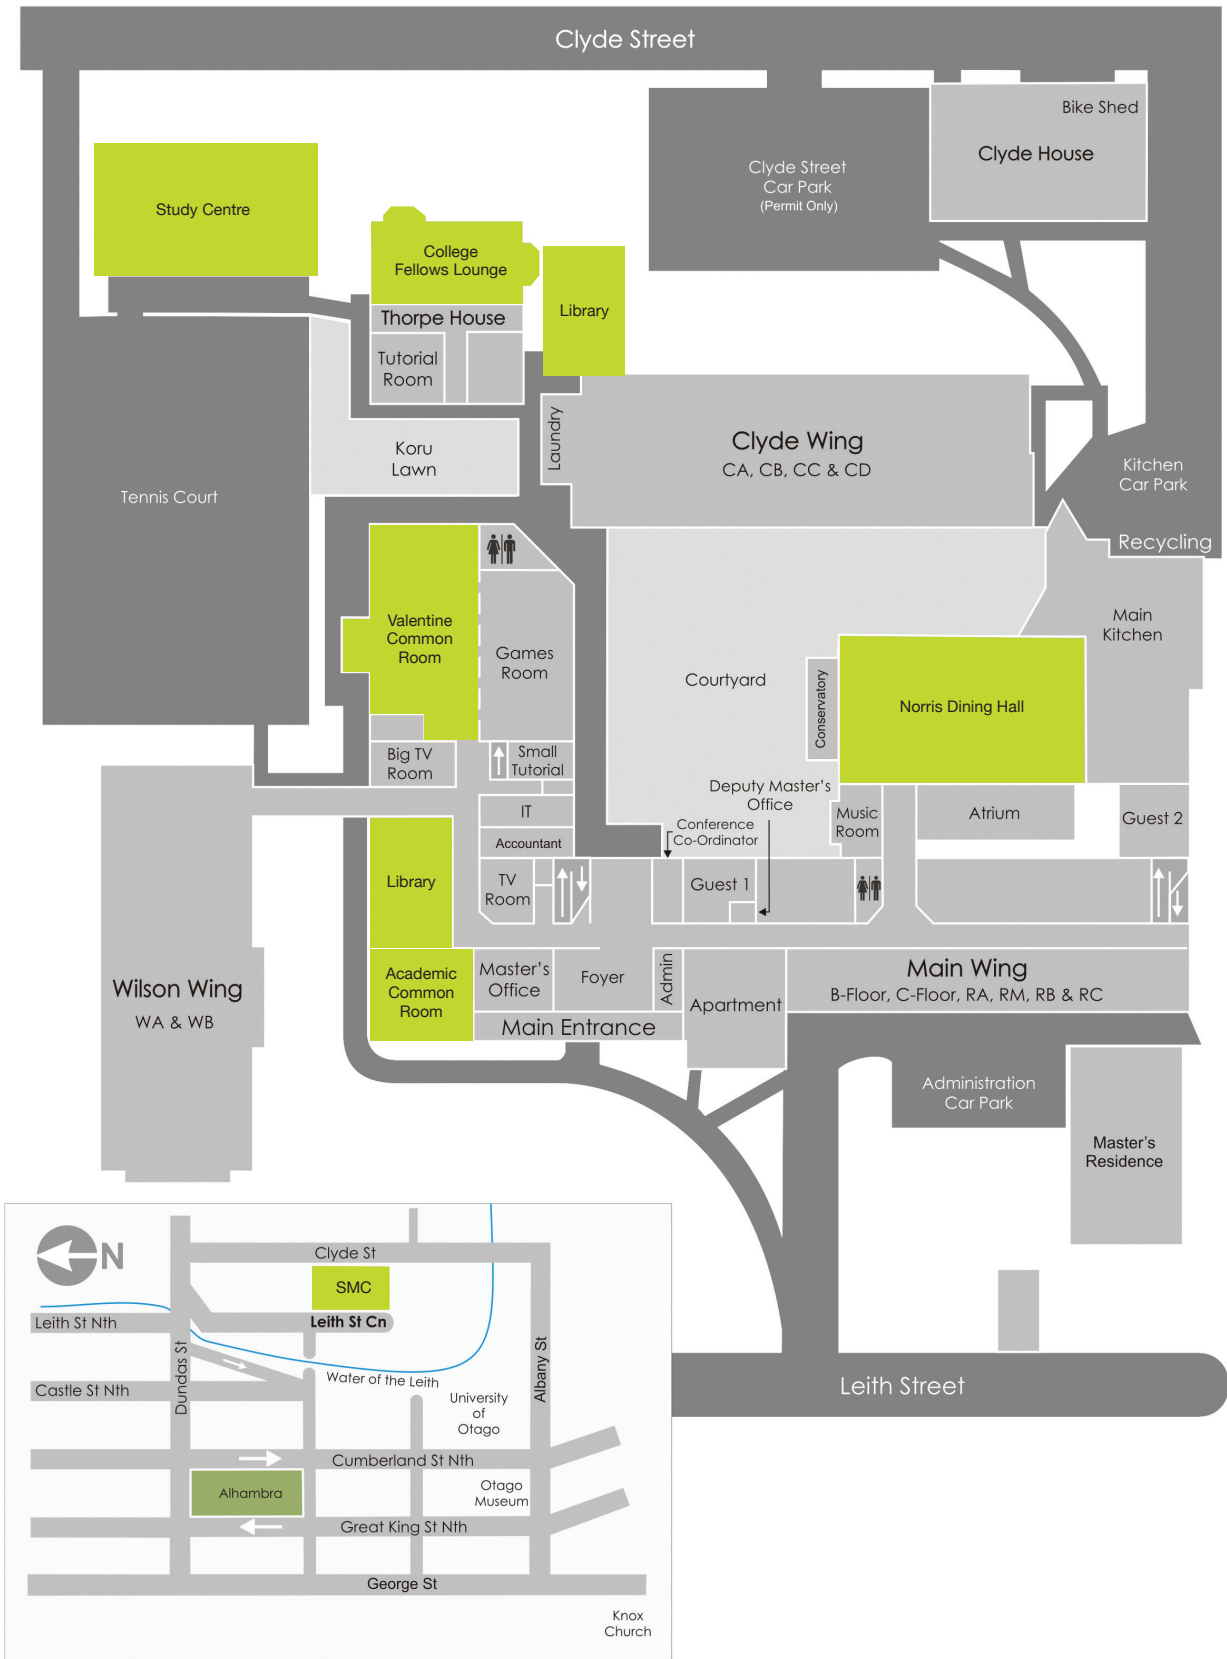 Clyde Street
Bike Shed
Clyde House
Clyde Street
Car Park
(Permit Only)
Study Centre
College
Fellows Lounge
Library
Thorpe House
Tutorial
Room
Laundry
Clyde Wing
CA, CB, CC & CD
Koru
Lawn
Kitchen
Car Park
Tennis Court
Recycling
Valentine
Common
Room
Games
Room
Main
Kitchen
Courtyard
Conservatory
Norris Dining Hall
Big TV
Room
Small
Tutorial
Deputy Master's
Office
IT
Conference
Co-Ordinator
Music
Room
Atrium
Guest 2
Accountant
Library
TV
Room
Guest 1
Academic
Common
Room
Master's
Office
Foyer
Admin
Apartment
Main Wing
B-Floor, C-Floor, RA, RM, RB & RC
Wilson Wing
WA & WB
Main Entrance
Administration
Car Park
Master's
Residence
Leith Street
N
Clyde St
SMC
Leith St Nth
Leith St Cn
Dundas St
Albany St
Castle St Nth
Water of the Leith
University
of
Otago
Cumberland St Nth
Alhambra
Otago
Museum
Great King St Nth
George St
Knox
Church